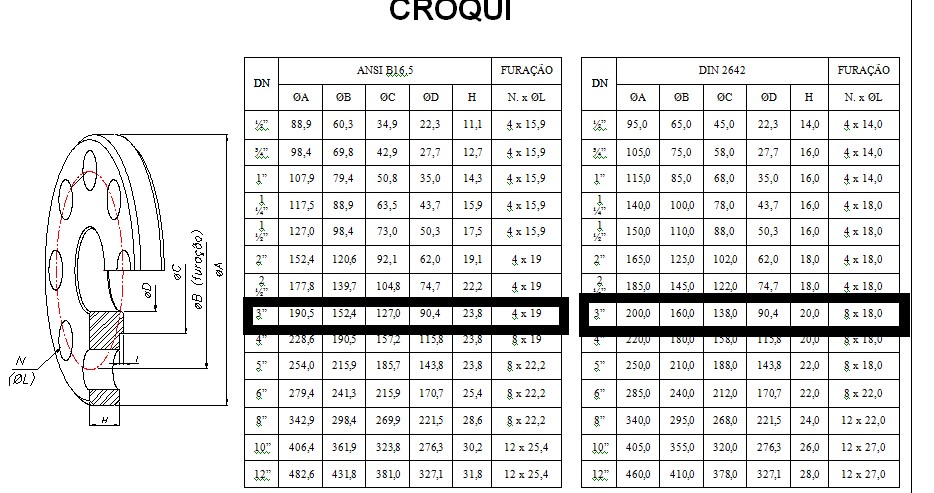 CROQUI
DN ANSI B16,5 FURAÇÃO
ØA ØB ØC ØD H N. x ØL
½” 88,9 60,3 34,9 22,3 11,1 4 x 15,9
¾” 98,4 69,8 42,9 27,7 12,7 4 x 15,9
1” 107,9 79,4 50,8 35,0 14,3 4 x 15,9
1 ¼” 117,5 88,9 63,5 43,7 15,9 4 x 15,9
1 ½” 127,0 98,4 73,0 50,3 17,5 4 x 15,9
2” 152,4 120,6 92,1 62,0 19,1 4 x 19
2 ½” 177,8 139,7 104,8 74,7 22,2 4 x 19
3” 190,5 152,4 127,0 90,4 23,8 4 x 19
4” 228,6 190,5 157,2 115,8 23,8 8 x 19
5” 254,0 215,9 185,7 143,8 23,8 8 x 22,2
6” 279,4 241,3 215,9 170,7 25,4 8 x 22,2
8” 342,9 298,4 269,9 221,5 28,6 8 x 22,2
10” 406,4 361,9 323,8 276,3 30,2 12 x 25,4
12” 482,6 431,8 381,0 327,1 31,8 12 x 25,4
DN DIN 2642 FURAÇÃO
ØA ØB ØC ØD H N. x ØL
½” 95,0 65,0 45,0 22,3 14,0 4 x 14,0
¾” 105,0 75,0 58,0 27,7 16,0 4 x 14,0
1” 115,0 85,0 68,0 35,0 16,0 4 x 14,0
1 ¼” 140,0 100,0 78,0 43,7 16,0 4 x 18,0
1 ½” 150,0 110,0 88,0 50,3 16,0 4 x 18,0
2” 165,0 125,0 102,0 62,0 18,0 4 x 18,0
2 ½” 185,0 145,0 122,0 74,7 18,0 4 x 18,0
3” 200,0 160,0 138,0 90,4 20,0 8 x 18,0
4” 220,0 180,0 158,0 115,8 20,0 8 x 18,0
5” 250,0 210,0 188,0 143,8 22,0 8 x 18,0
6” 285,0 240,0 212,0 170,7 22,0 8 x 22,0
8” 340,0 295,0 268,0 221,5 24,0 12 x 22,0
10” 405,0 355,0 320,0 276,3 26,0 12 x 27,0
12” 460,0 410,0 378,0 327,1 28,0 12 x 27,0
øD
øC
øB (furação)
øA
N
(ØL)
H